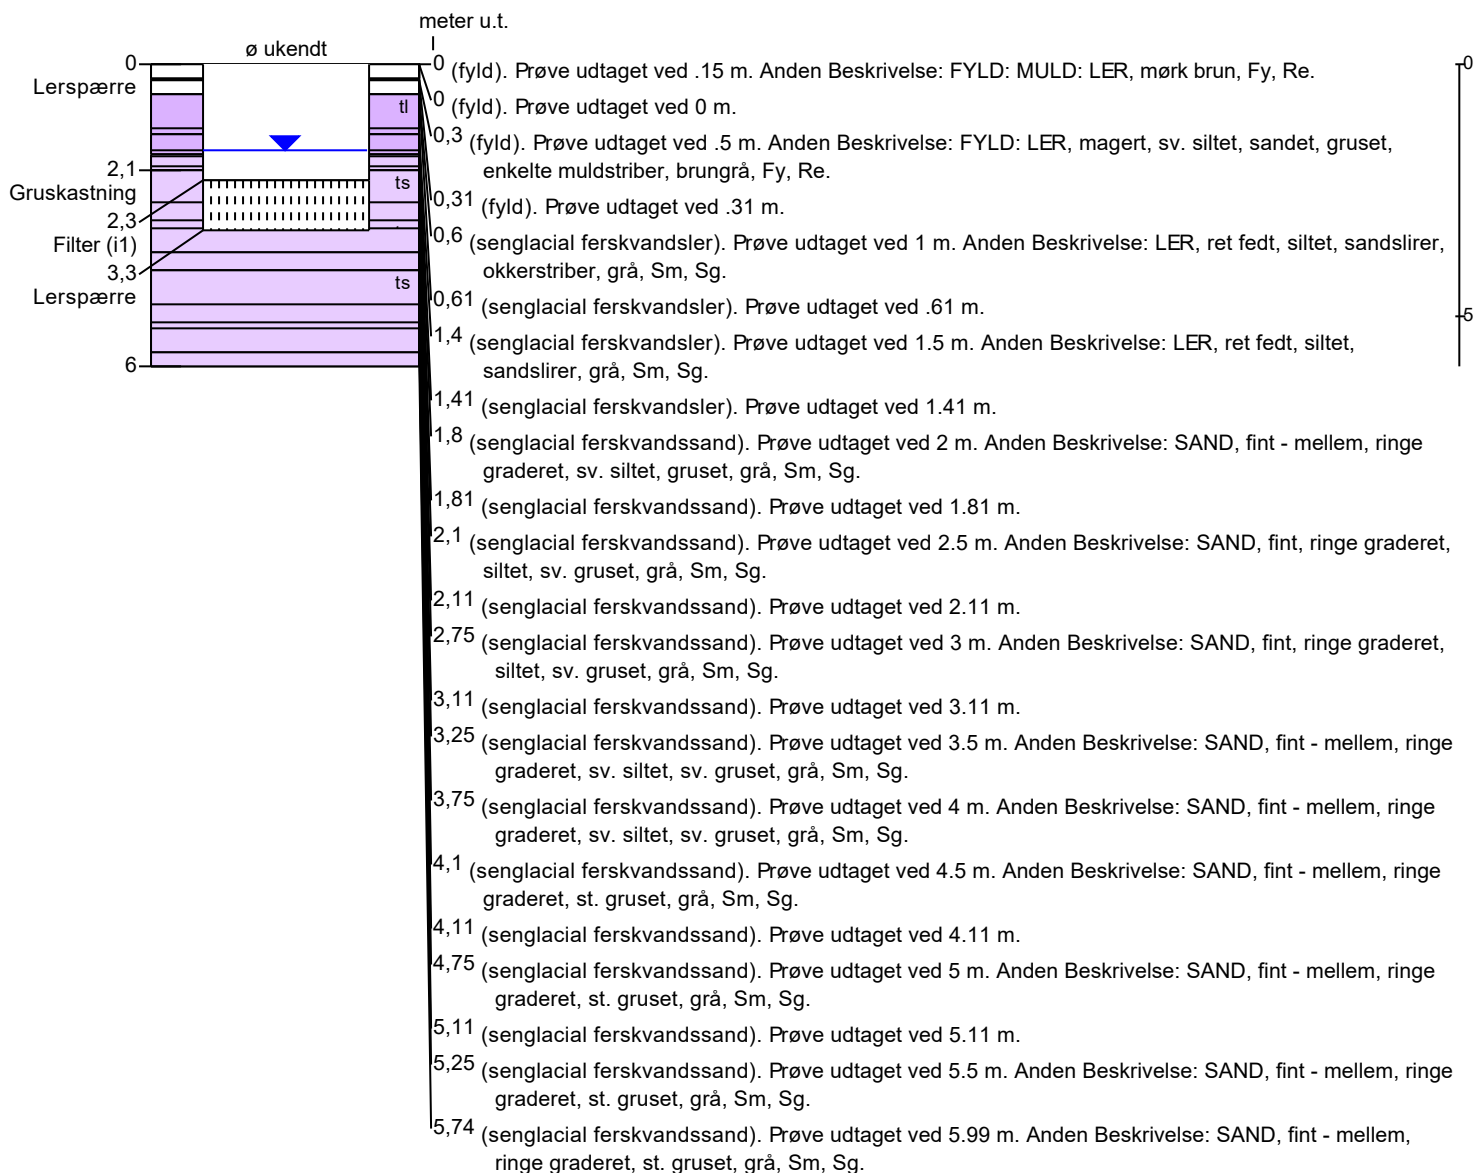 meter u.t.
ø ukendt
0
Lerspærre
2,1
Gruskastning
2,3
Filter (i1)
3,3
Lerspærre
6
tl
ts
ts
0 (fyld). Prøve udtaget ved .15 m. Anden Beskrivelse: FYLD: MULD: LER, mørk brun, Fy, Re.
0 (fyld). Prøve udtaget ved 0 m.
0,3 (fyld). Prøve udtaget ved .5 m. Anden Beskrivelse: FYLD: LER, magert, sv. siltet, sandet, gruset,
enkelte muldstriber, brungrå, Fy, Re.
0,31 (fyld). Prøve udtaget ved .31 m.
0,6 (senglacial ferskvandsler). Prøve udtaget ved 1 m. Anden Beskrivelse: LER, ret fedt, siltet, sandslirer,
okkerstriber, grå, Sm, Sg.
0,61 (senglacial ferskvandsler). Prøve udtaget ved .61 m.
1,4 (senglacial ferskvandsler). Prøve udtaget ved 1.5 m. Anden Beskrivelse: LER, ret fedt, siltet,
sandslirer, grå, Sm, Sg.
1,41 (senglacial ferskvandsler). Prøve udtaget ved 1.41 m.
1,8 (senglacial ferskvandssand). Prøve udtaget ved 2 m. Anden Beskrivelse: SAND, fint - mellem, ringe
graderet, sv. siltet, gruset, grå, Sm, Sg.
1,81 (senglacial ferskvandssand). Prøve udtaget ved 1.81 m.
2,1 (senglacial ferskvandssand). Prøve udtaget ved 2.5 m. Anden Beskrivelse: SAND, fint, ringe graderet,
siltet, sv. gruset, grå, Sm, Sg.
2,11 (senglacial ferskvandssand). Prøve udtaget ved 2.11 m.
2,75 (senglacial ferskvandssand). Prøve udtaget ved 3 m. Anden Beskrivelse: SAND, fint, ringe graderet,
siltet, sv. gruset, grå, Sm, Sg.
3,11 (senglacial ferskvandssand). Prøve udtaget ved 3.11 m.
3,25 (senglacial ferskvandssand). Prøve udtaget ved 3.5 m. Anden Beskrivelse: SAND, fint - mellem, ringe
graderet, sv. siltet, sv. gruset, grå, Sm, Sg.
3,75 (senglacial ferskvandssand). Prøve udtaget ved 4 m. Anden Beskrivelse: SAND, fint - mellem, ringe
graderet, sv. siltet, sv. gruset, grå, Sm, Sg.
4,1 (senglacial ferskvandssand). Prøve udtaget ved 4.5 m. Anden Beskrivelse: SAND, fint - mellem, ringe
graderet, st. gruset, grå, Sm, Sg.
4,11 (senglacial ferskvandssand). Prøve udtaget ved 4.11 m.
4,75 (senglacial ferskvandssand). Prøve udtaget ved 5 m. Anden Beskrivelse: SAND, fint - mellem, ringe
graderet, st. gruset, grå, Sm, Sg.
5,11 (senglacial ferskvandssand). Prøve udtaget ved 5.11 m.
5,25 (senglacial ferskvandssand). Prøve udtaget ved 5.5 m. Anden Beskrivelse: SAND, fint - mellem, ringe
graderet, st. gruset, grå, Sm, Sg.
5,74 (senglacial ferskvandssand). Prøve udtaget ved 5.99 m. Anden Beskrivelse: SAND, fint - mellem,
ringe graderet, st. gruset, grå, Sm, Sg.
0
5